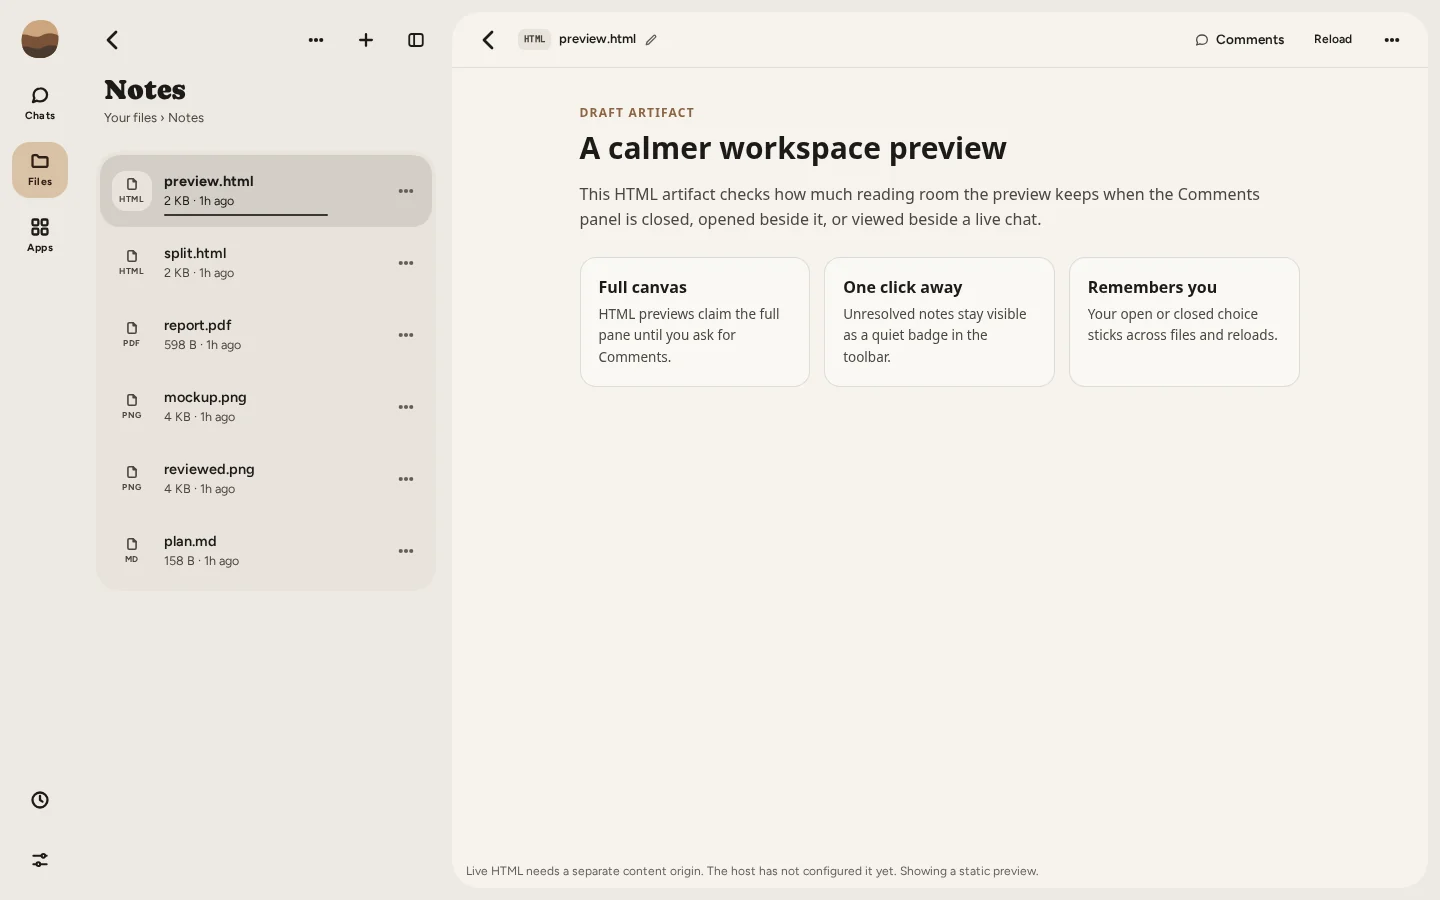 Chats
Files
Apps
Notes
Your files › Notes
HTML
preview.html
2 KB · 1h ago
HTML
split.html
2 KB · 1h ago
PDF
report.pdf
598 B · 1h ago
PNG
mockup.png
4 KB · 1h ago
PNG
reviewed.png
4 KB · 1h ago
MD
plan.md
158 B · 1h ago
HTML preview.html
Comments
Reload
DRAFT ARTIFACT
A calmer workspace preview
This HTML artifact checks how much reading room the preview keeps when the Comments
panel is closed, opened beside it, or viewed beside a live chat.
Full canvas
HTML previews claim the full
pane until you ask for
Comments.
One click away
Unresolved notes stay visible
as a quiet badge in the
toolbar.
Remembers you
Your open or closed choice
sticks across files and reloads.
Live HTML needs a separate content origin. The host has not configured it yet. Showing a static preview.